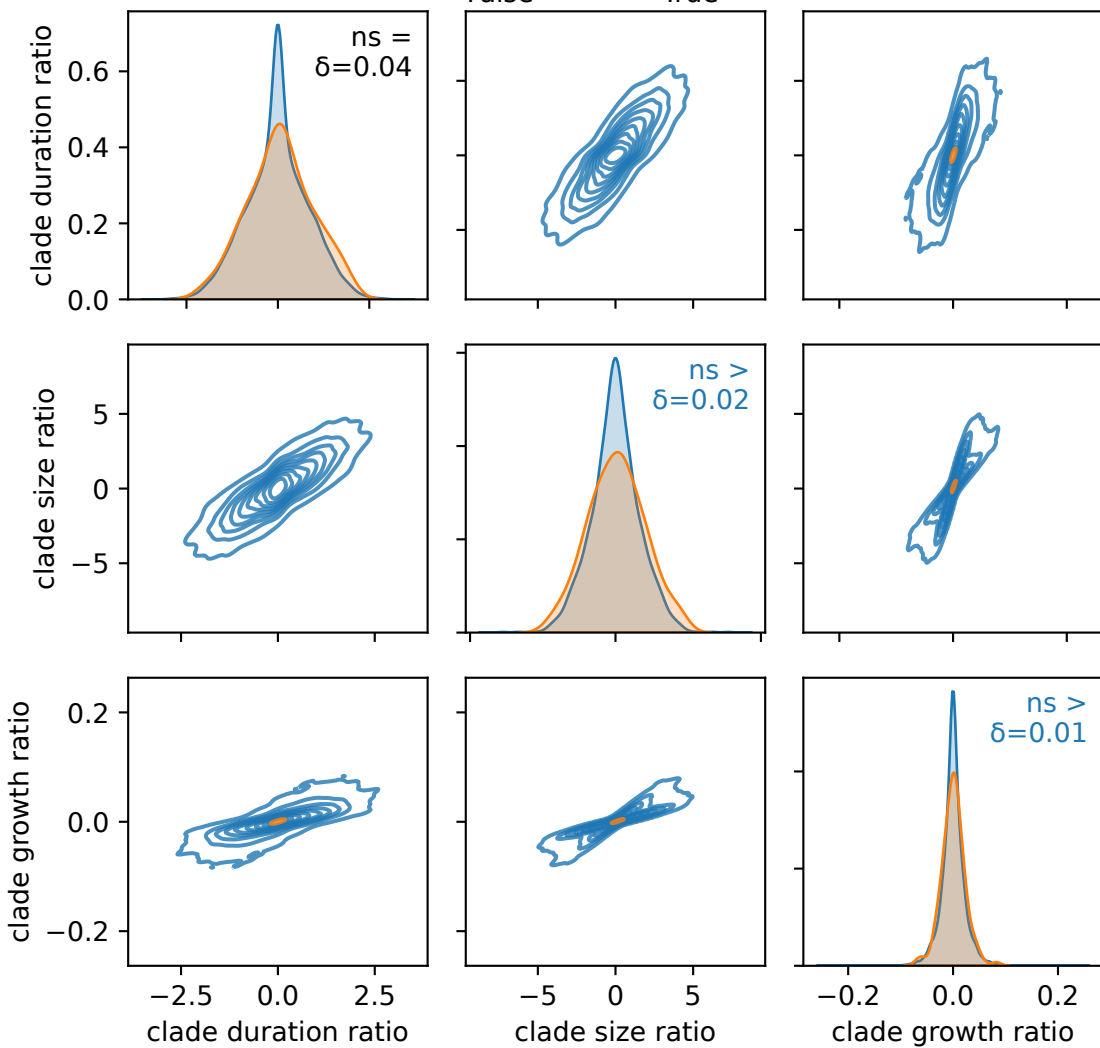 clade duration ratio
0.6
0.4
0.2
0.0
ns =
δ=0.04
clade size ratio
5
0
−5
ns >
δ=0.02
clade growth ratio
0.2
0.0
−0.2
ns >
δ=0.01
−2.5 0.0 2.5
−5 0 5
−0.2 0.0 0.2
clade duration ratio
clade size ratio
clade growth ratio